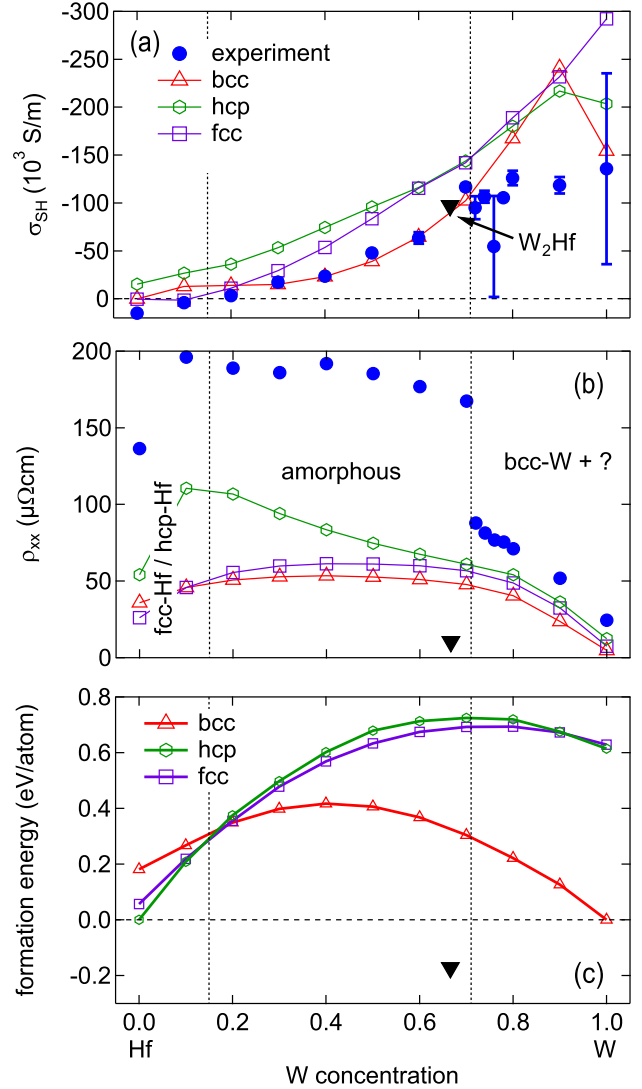 (a)
experiment
bcc
hcp
fcc
-300
-250
-200
-150
-100
-50
0
σSH (10³ S/m)
W₂Hf
(b)
200
150
100
50
0
ρxx (μΩcm)
fcc-Hf / hcp-Hf
amorphous
bcc-W + ?
bcc
hcp
fcc
0.8
0.6
0.4
0.2
0.0
-0.2
formation energy (eV/atom)
(c)
0.0 0.2 0.4 0.6 0.8 1.0
Hf W
W concentration